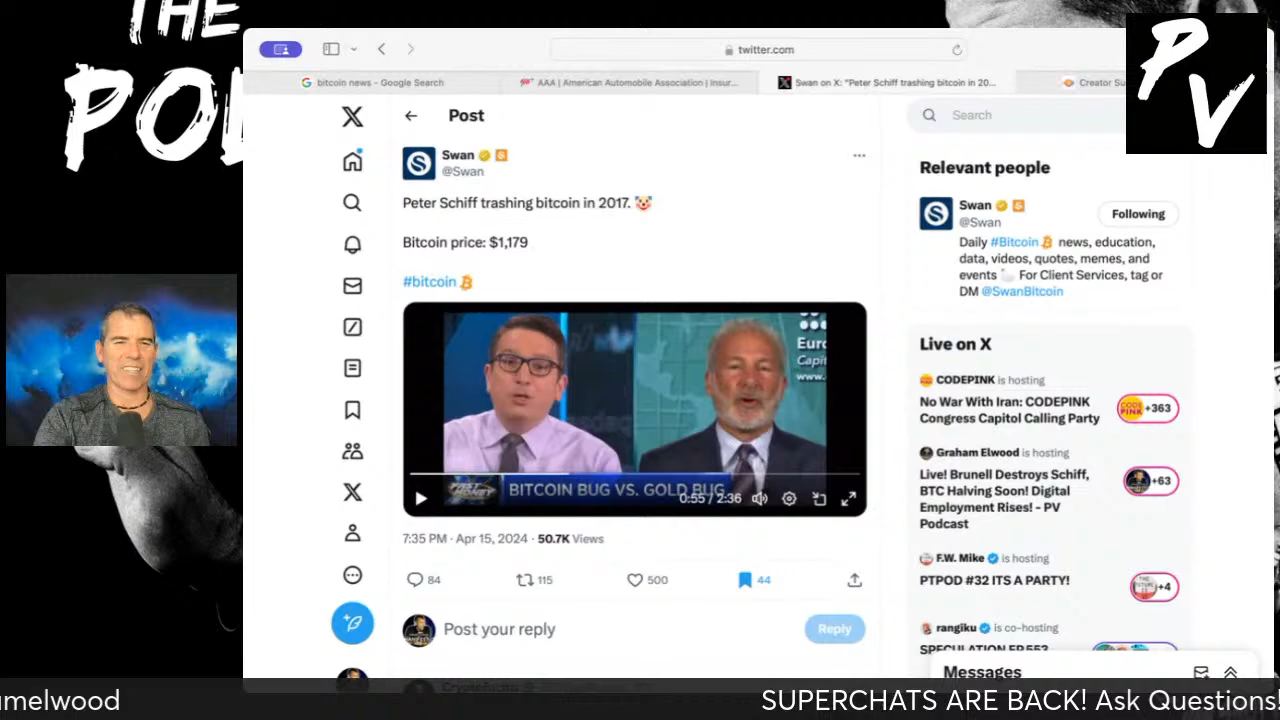 THE
PV
twitter.com
bitcoin news - Google Search
AAA | American Automobile Association | Insur...
Swan on X: "Peter Schiff trashing bitcoin in 20...
Creator Su
Post
Search
Swan
@Swan
Peter Schiff trashing bitcoin in 2017. 🤡
Bitcoin price: $1,179
#bitcoin
Euro
Capit
www.
BITCOIN BUG VS. GOLD BUG
0:55 / 2:36
7:35 PM · Apr 15, 2024 · 50.7K Views
84
115
500
44
Post your reply
Reply
Relevant people
Swan
@Swan
Following
Daily #Bitcoin news, education,
data, videos, quotes, memes, and
events 🦢 For Client Services, tag or
DM @SwanBitcoin
Live on X
CODEPINK is hosting
No War With Iran: CODEPINK
Congress Capitol Calling Party
CODE
PINK
+363
Graham Elwood is hosting
Live! Brunell Destroys Schiff,
BTC Halving Soon! Digital
Employment Rises! - PV
Podcast
+63
F.W. Mike is hosting
PTPOD #32 ITS A PARTY!
+4
rangiku is co-hosting
SPECULATION EP.553
Messages
amelwood
SUPERCHATS ARE BACK! Ask Questions